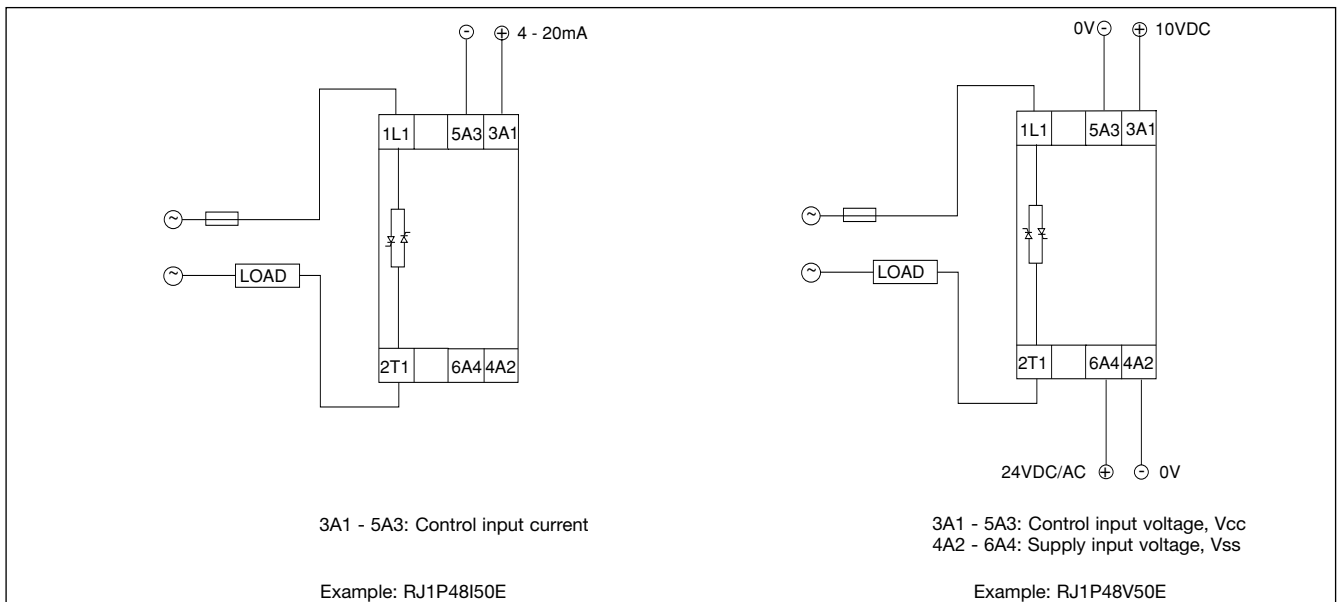 4 - 20mA
1L1 5A3 3A1
LOAD
2T1 6A4 4A2
3A1 - 5A3: Control input current
Example: RJ1P48I50E
0V 10VDC
1L1 5A3 3A1
LOAD
2T1 6A4 4A2
24VDC/AC 0V
3A1 - 5A3: Control input voltage, Vcc
4A2 - 6A4: Supply input voltage, Vss
Example: RJ1P48V50E